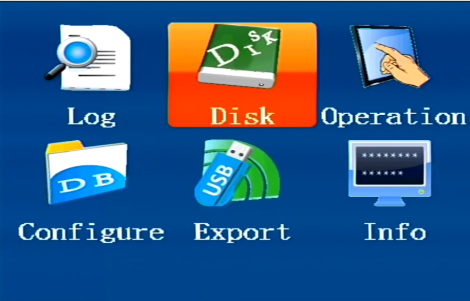 DISK
Log Disk Operation
DB
USB
********
******
Configure Export Info